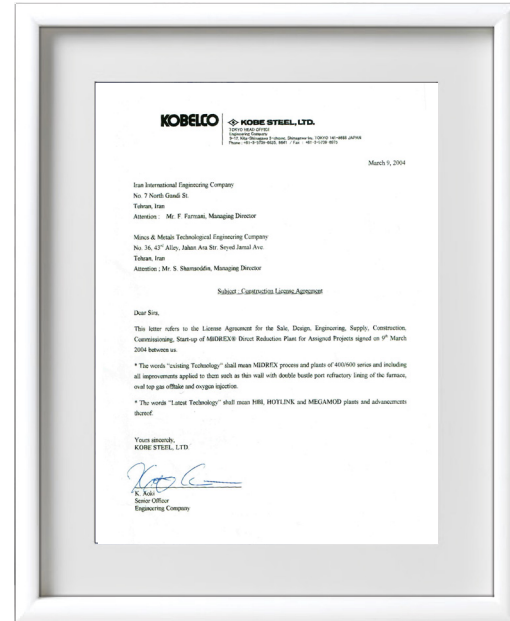 KOBELCO
KOBE STEEL, LTD.
TOKYO HEAD OFFICE
Engineering Company
March 9, 2004
Iran International Engineering Company
No. 7 North Gandi St.
Tehran, Iran
Attention : Mr. F. Farmani, Managing Director
Mines & Metals Technological Engineering Company
No. 36, 43rd Alley, Jahan Ara Str. Seyed Jamal Ave.
Tehran, Iran
Attention ; Mr. S. Shamsoddin, Managing Director
Subject : Construction License Agreement
Dear Sirs,
This letter refers to the License Agreement for the Sale, Design, Engineering, Supply, Construction,
Commissioning, Start-up of MIDREX® Direct Reduction Plant for Assigned Projects signed on 9th March
2004 between us.
* The words "existing Technology" shall mean MIDREX process and plants of 400/600 series and including
all improvements applied to them such as thin wall with double bustle port refractory lining of the furnace,
oval top gas offtake and oxygen injection.
* The words "Latest Technology" shall mean HBI, HOTLINK and MEGAMOD plants and advancements
thereof.
Yours sincerely,
KOBE STEEL, LTD
K. Aoki
Senior Officer
Engineering Company